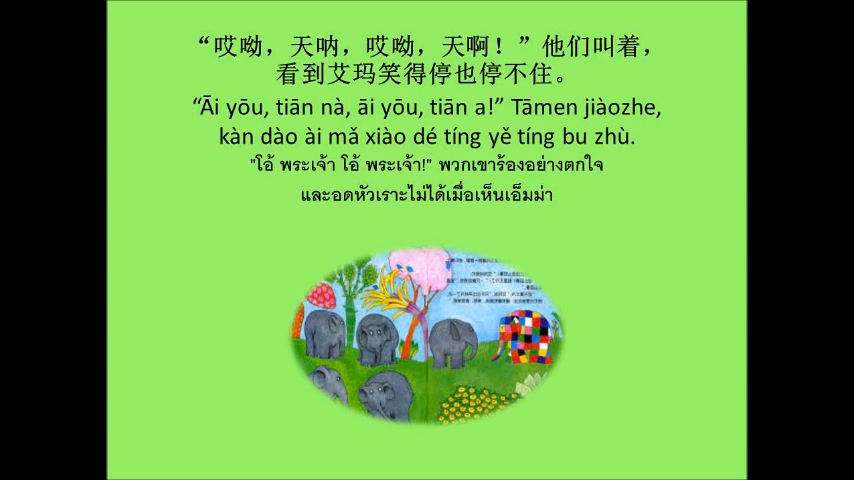 “哎呦，天呐，哎呦，天啊！”他们叫着，
看到艾玛笑得停也停不住。
“Āi yōu, tiān nà, āi yōu, tiān a!” Tāmen jiàozhe,
kàn dào ài mǎ xiào dé tíng yě tíng bu zhù.
"โอ้ พระเจ้า โอ้ พระเจ้า!" พวกเขาร้องอย่างตกใจ
และอดหัวเราะไม่ได้เมื่อเห็นเอ็มม่า